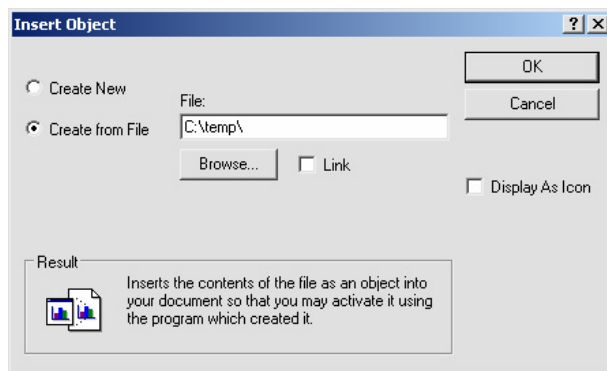 Insert Object
Create New
File:
Create from File
C:\temp\
Browse...
Link
OK
Cancel
Display As Icon
Result
Inserts the contents of the file as an object into
your document so that you may activate it using
the program which created it.